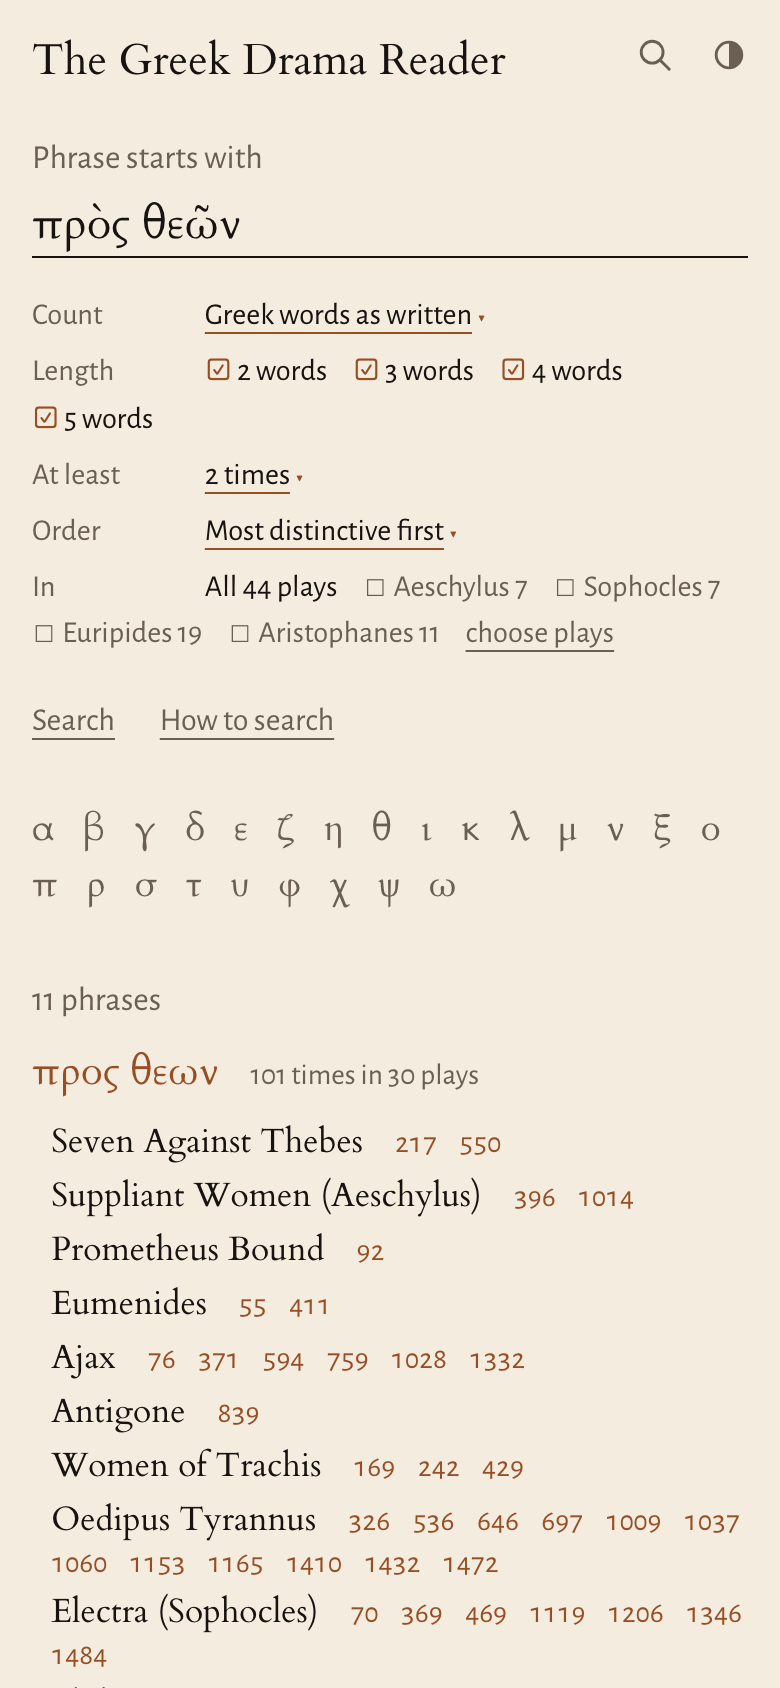 The Greek Drama Reader
Phrase starts with
πρὸς θεῶν
Count Greek words as written ▾
Length 2 words 3 words 4 words
5 words
At least 2 times ▾
Order Most distinctive first ▾
In All 44 plays Aeschylus 7 Sophocles 7
Euripides 19 Aristophanes 11 choose plays
Search How to search
α β γ δ ε ζ η θ ι κ λ μ ν ξ ο
π ρ σ τ υ φ χ ψ ω
11 phrases
προς θεων 101 times in 30 plays
Seven Against Thebes 217 550
Suppliant Women (Aeschylus) 396 1014
Prometheus Bound 92
Eumenides 55 411
Ajax 76 371 594 759 1028 1332
Antigone 839
Women of Trachis 169 242 429
Oedipus Tyrannus 326 536 646 697 1009 1037
1060 1153 1165 1410 1432 1472
Electra (Sophocles) 70 369 469 1119 1206 1346
1484